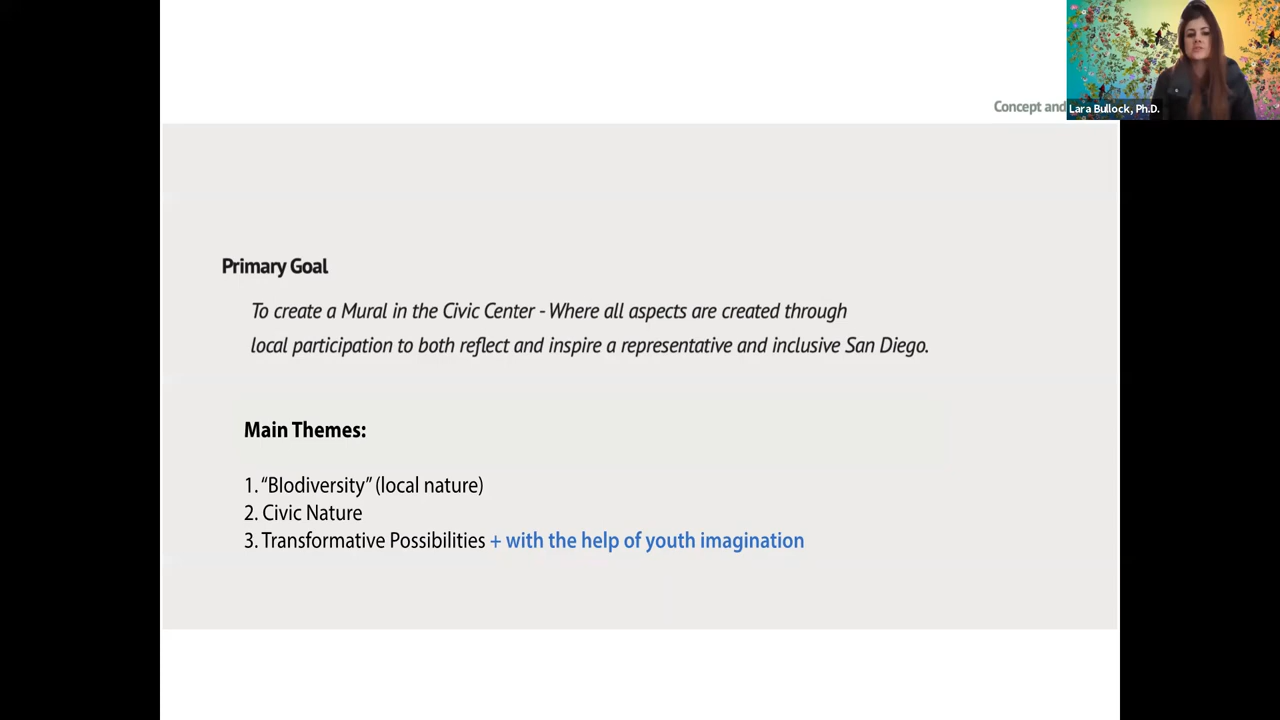 Concept and
Lara Bullock, Ph.D.
Primary Goal
To create a Mural in the Civic Center - Where all aspects are created through
local participation to both reflect and inspire a representative and inclusive San Diego.
Main Themes:
1. “BIodiversity” (local nature)
2. Civic Nature
3. Transformative Possibilities + with the help of youth imagination